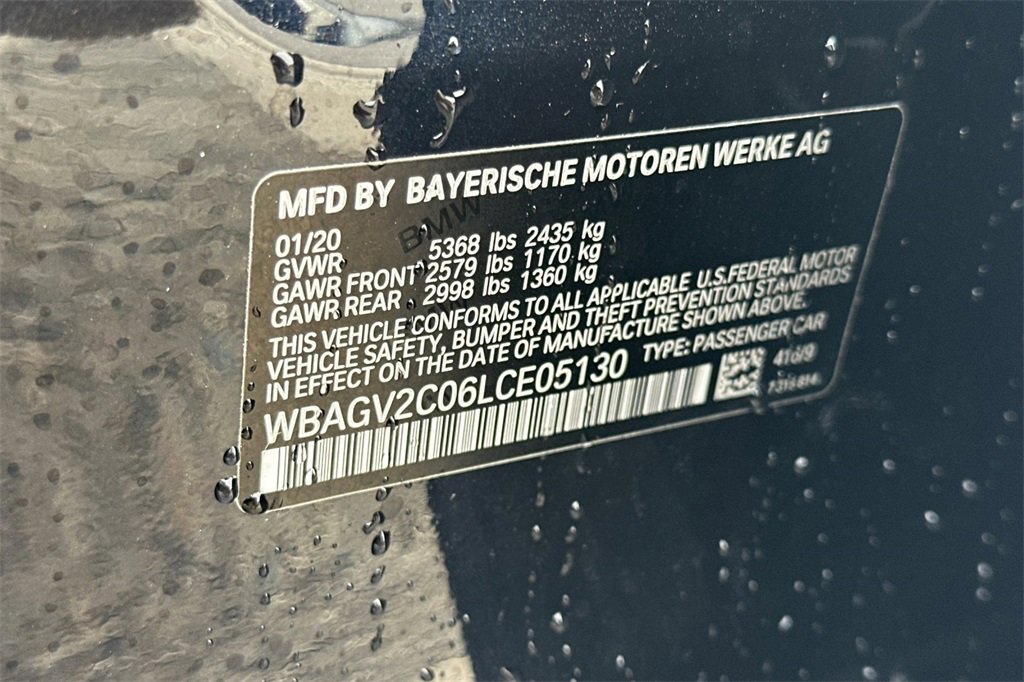 MFD BY BAYERISCHE MOTOREN WERKE AG
BMW
01/20
GVWR 5368 lbs 2435 kg
GAWR FRONT 2579 lbs 1170 kg
GAWR REAR 2998 lbs 1360 kg
THIS VEHICLE CONFORMS TO ALL APPLICABLE U.S.FEDERAL MOTOR
VEHICLE SAFETY, BUMPER AND THEFT PREVENTION STANDARDS
IN EFFECT ON THE DATE OF MANUFACTURE SHOWN ABOVE.
WBAGV2C06LCE05130 TYPE: PASSENGER CAR